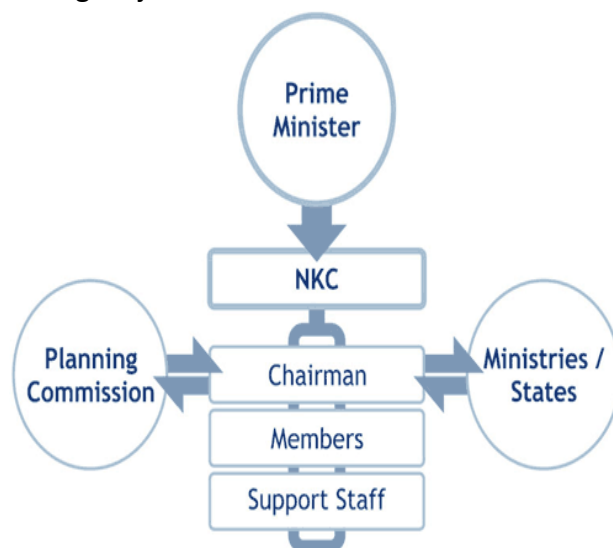 Prime
Minister
NKC
Planning
Commission
Chairman
Ministries /
States
Members
Support Staff